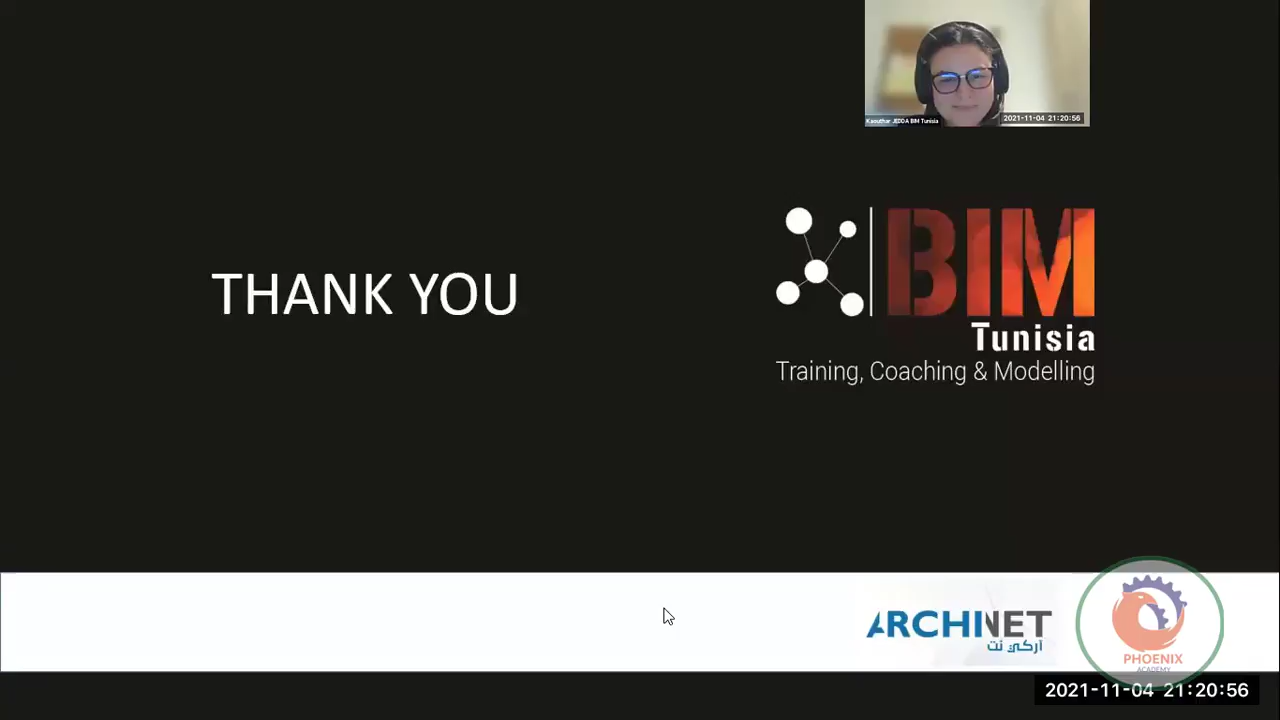 Kaouthar JEDDA BIM Tunisia
2021-11-04 21:20:56
THANK YOU
BIM
Tunisia
Training, Coaching & Modelling
ARCHINET
آركي نت
PHOENIX
ACADEMY
2021-11-04 21:20:56